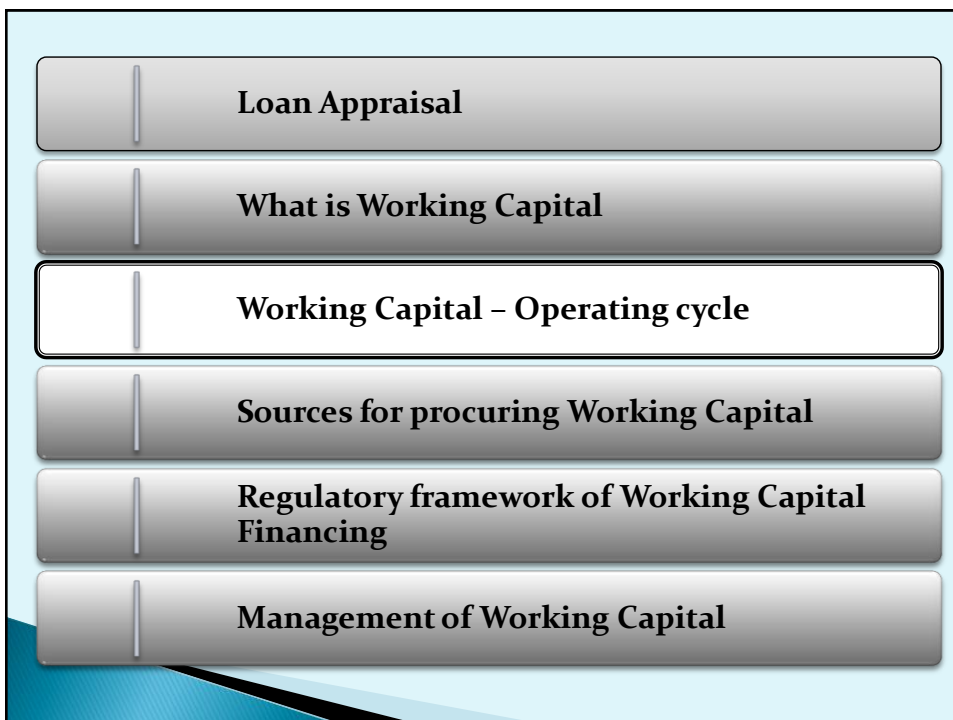 Loan Appraisal
What is Working Capital
Working Capital – Operating cycle
Sources for procuring Working Capital
Regulatory framework of Working Capital
Financing
Management of Working Capital